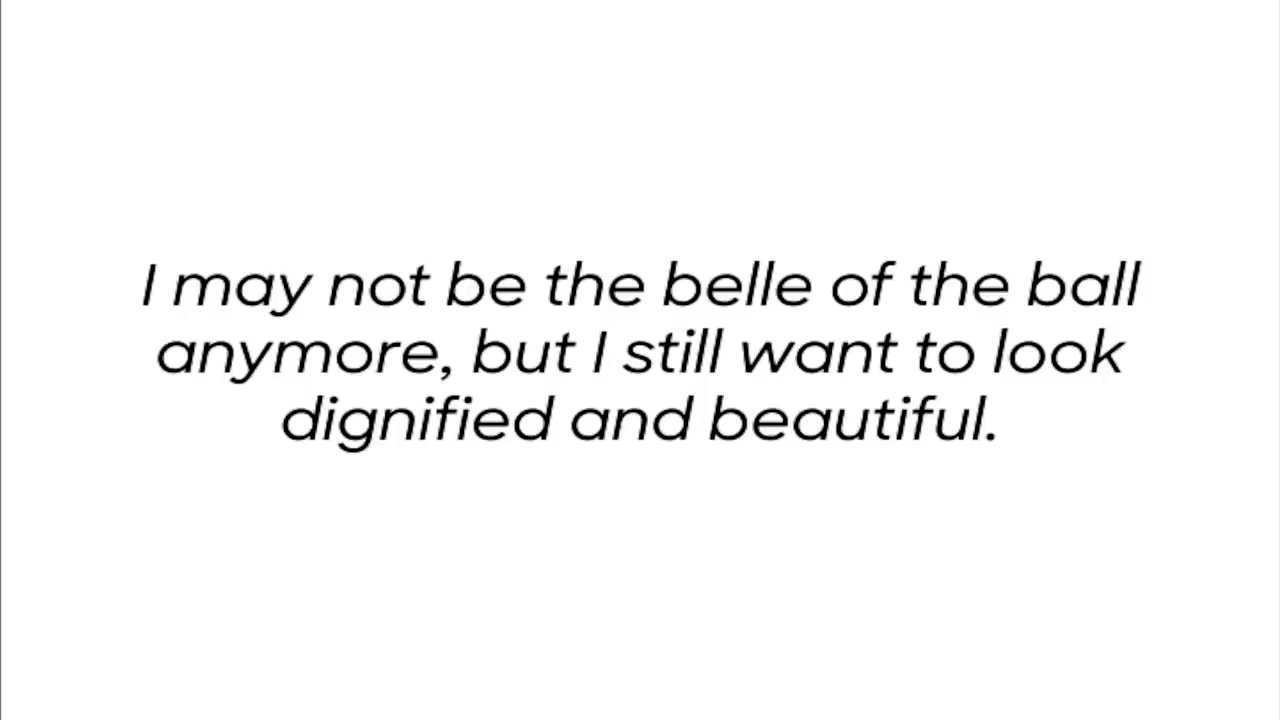 I may not be the belle of the ball
anymore, but I still want to look
dignified and beautiful.